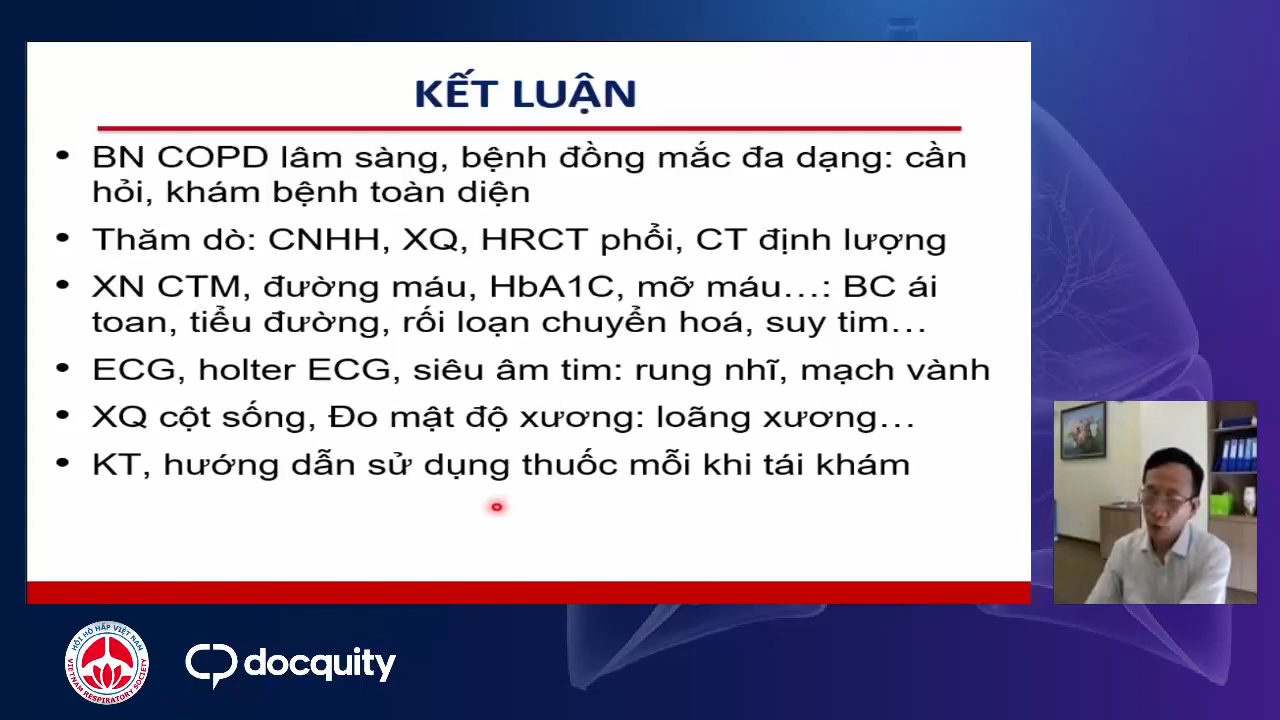 KẾT LUẬN
• BN COPD lâm sàng, bệnh đồng mắc đa dạng: cần
hỏi, khám bệnh toàn diện
• Thăm dò: CNHH, XQ, HRCT phổi, CT định lượng
• XN CTM, đường máu, HbA1C, mỡ máu...: BC ái
toan, tiểu đường, rối loạn chuyển hoá, suy tim...
• ECG, holter ECG, siêu âm tim: rung nhĩ, mạch vành
• XQ cột sống, Đo mật độ xương: loãng xương...
• KT, hướng dẫn sử dụng thuốc mỗi khi tái khám
HỘI HÔ HẤP VIỆT NAM
VIETNAM RESPIRATORY SOCIETY
docquity